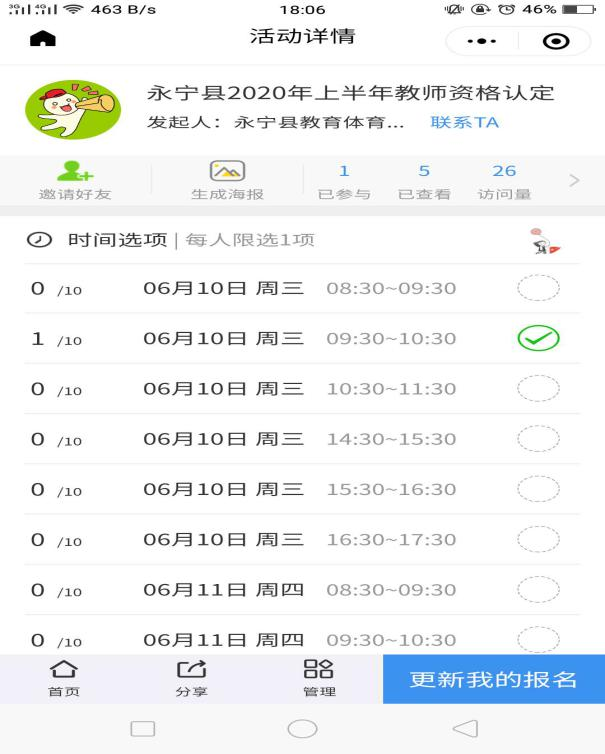 3G 4G 463 B/s 18:06 46%
活动详情
永宁县2020年上半年教师资格认定
发起人：永宁县教育体育... 联系TA
1 5 26
邀请好友 生成海报 已参与 已查看 访问量
时间选项 | 每人限选1项
0 /10 06月10日 周三 08:30~09:30
1 /10 06月10日 周三 09:30~10:30
0 /10 06月10日 周三 10:30~11:30
0 /10 06月10日 周三 14:30~15:30
0 /10 06月10日 周三 15:30~16:30
0 /10 06月10日 周三 16:30~17:30
0 /10 06月11日 周四 08:30~09:30
0 /10 06月11日 周四 09:30~10:30
首页 分享 管理 更新我的报名